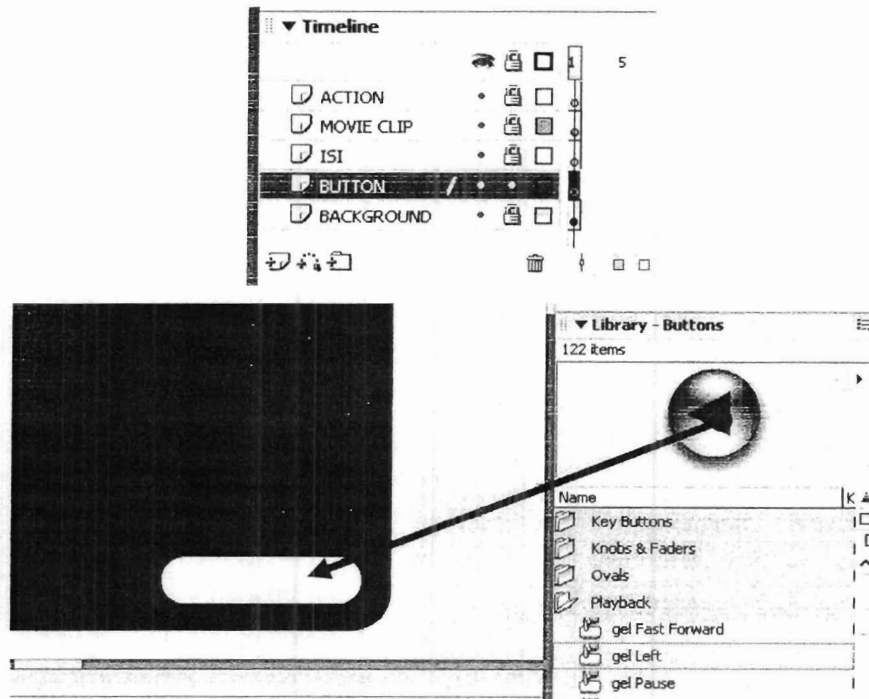 Timeline
1 5
ACTION
MOVIE CLIP
ISI
BUTTON
BACKGROUND
Library - Buttons
122 items
Name K
Key Buttons
Knobs & Faders
Ovals
Playback
gel Fast Forward
gel Left
gel Pause